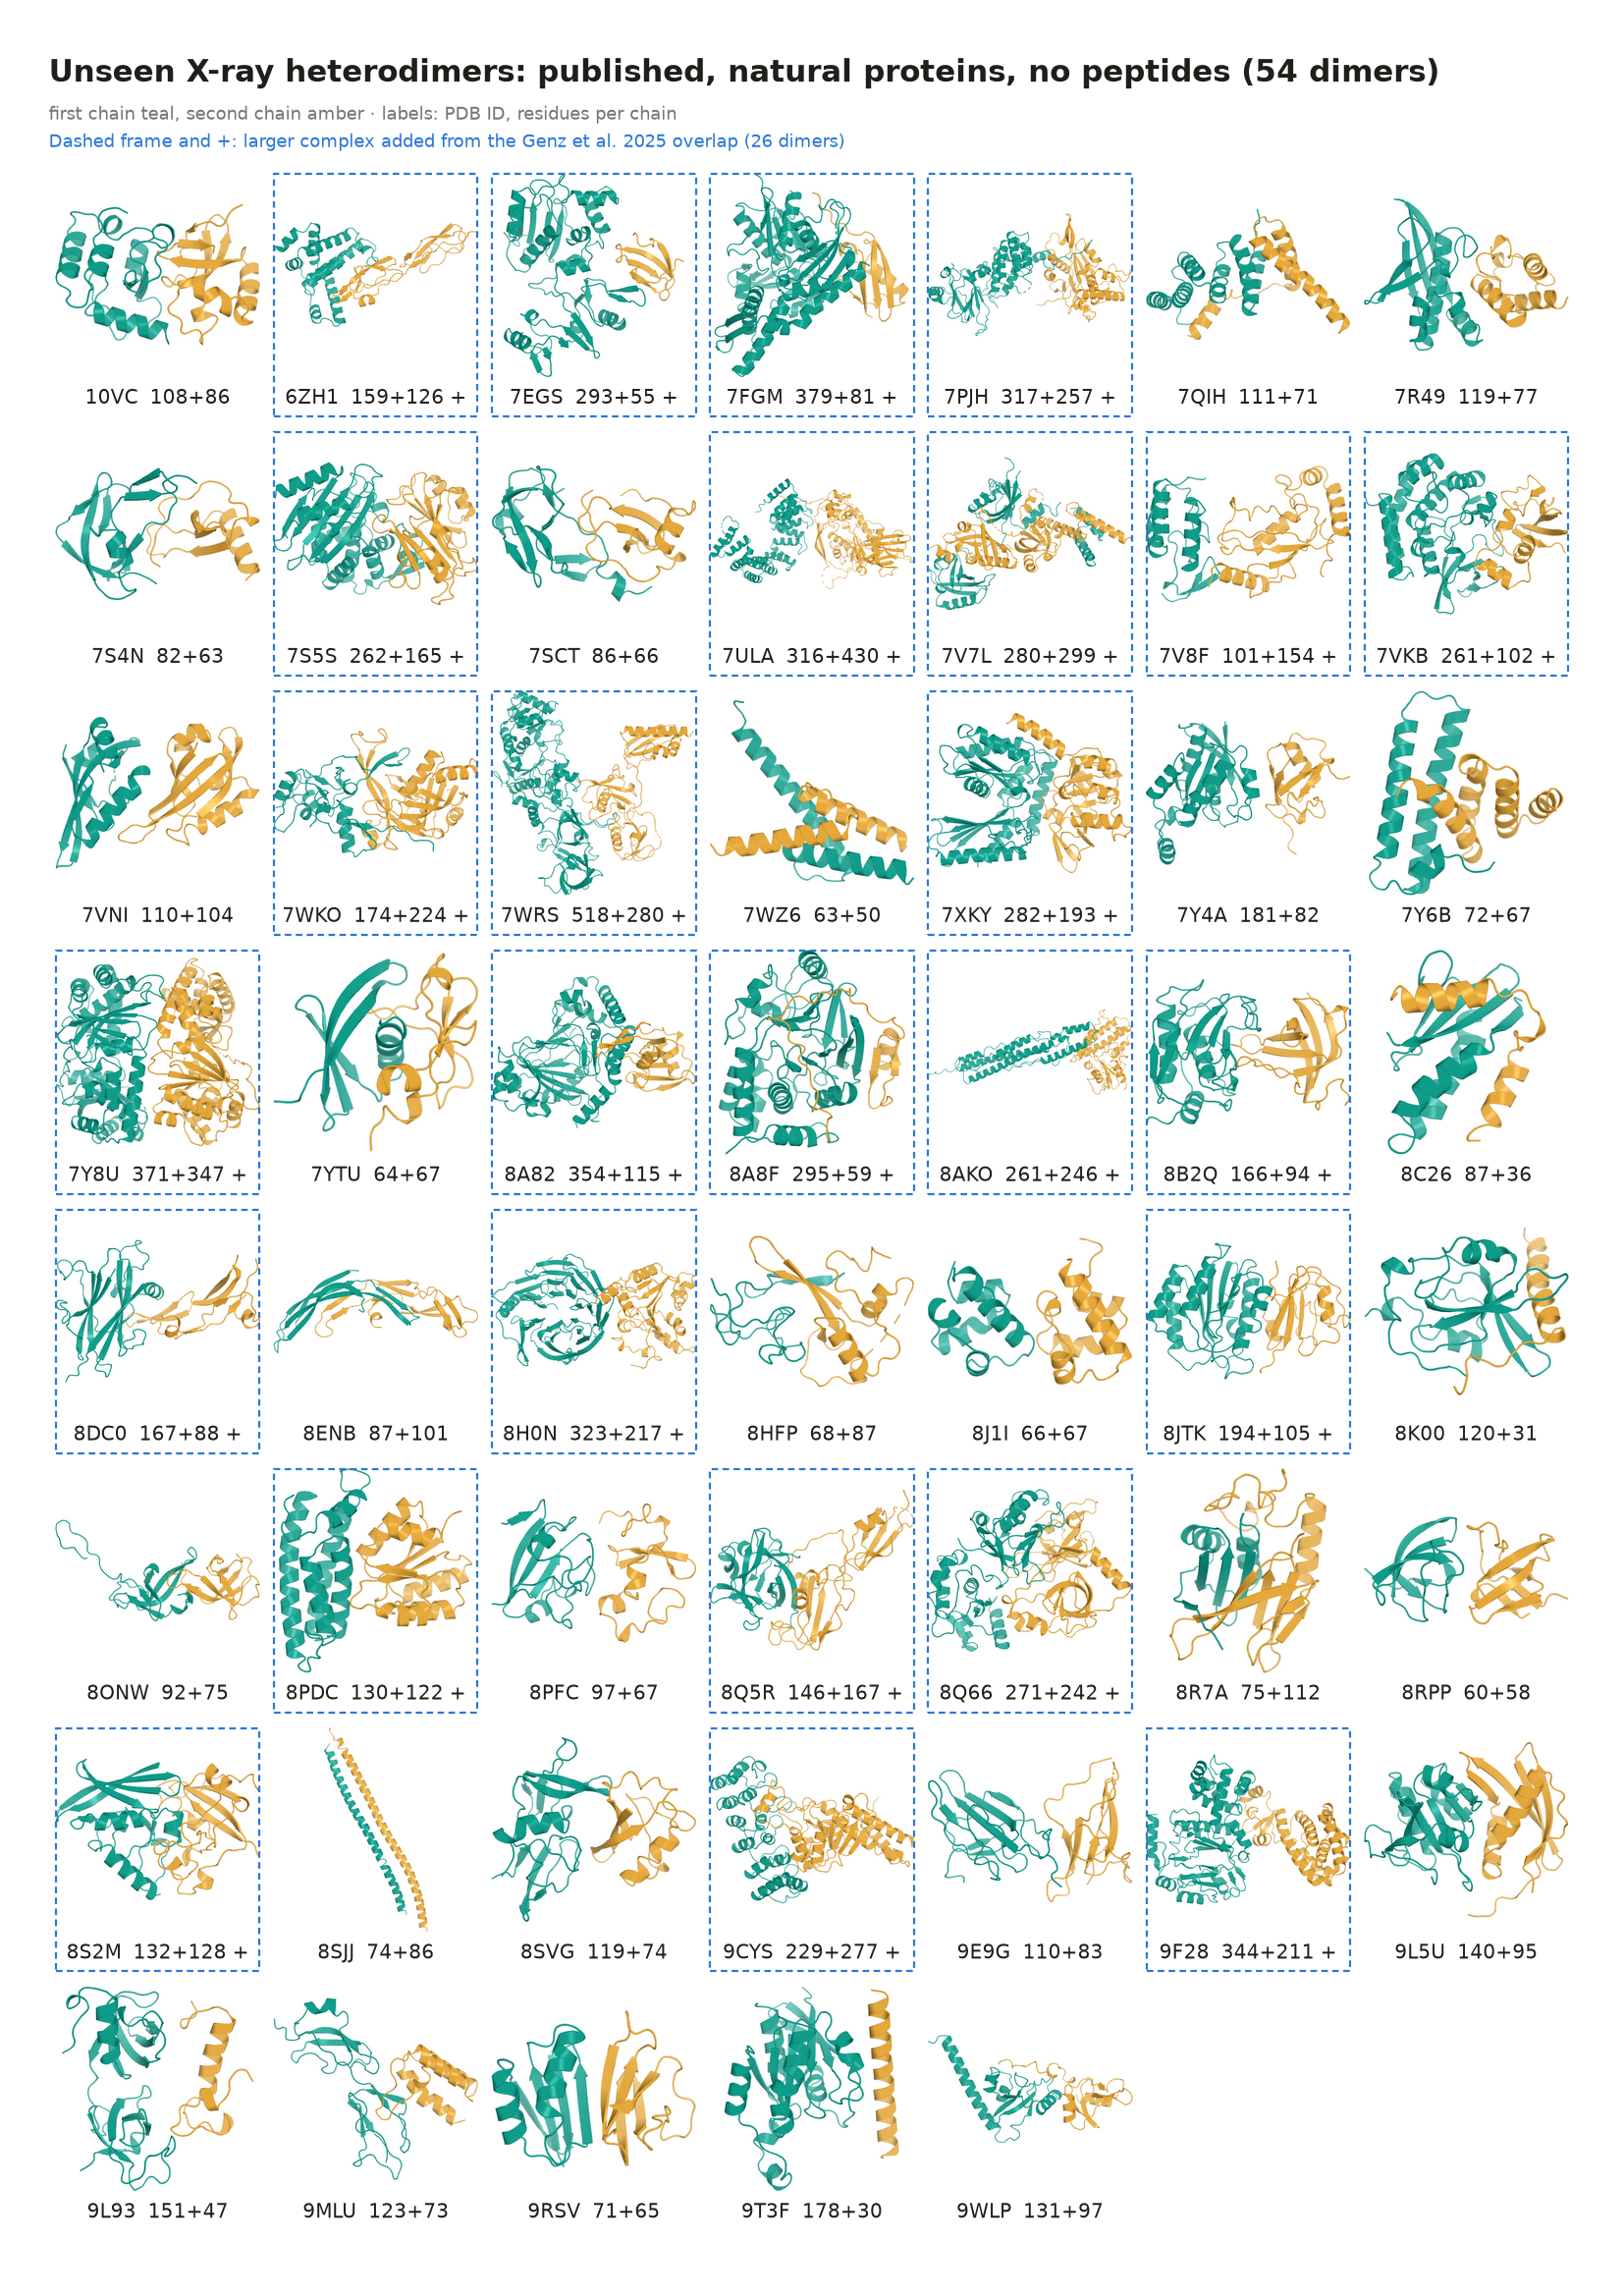 Unseen X-ray heterodimers: published, natural proteins, no peptides (54 dimers)
first chain teal, second chain amber · labels: PDB ID, residues per chain
Dashed frame and +: larger complex added from the Genz et al. 2025 overlap (26 dimers)
10VC 108+86
6ZH1 159+126 +
7EGS 293+55 +
7FGM 379+81 +
7PJH 317+257 +
7QIH 111+71
7R49 119+77
7S4N 82+63
7S5S 262+165 +
7SCT 86+66
7ULA 316+430 +
7V7L 280+299 +
7V8F 101+154 +
7VKB 261+102 +
7VNI 110+104
7WKO 174+224 +
7WRS 518+280 +
7WZ6 63+50
7XKY 282+193 +
7Y4A 181+82
7Y6B 72+67
7Y8U 371+347 +
7YTU 64+67
8A82 354+115 +
8A8F 295+59 +
8AKO 261+246 +
8B2Q 166+94 +
8C26 87+36
8DC0 167+88 +
8ENB 87+101
8H0N 323+217 +
8HFP 68+87
8J1I 66+67
8JTK 194+105 +
8K00 120+31
8ONW 92+75
8PDC 130+122 +
8PFC 97+67
8Q5R 146+167 +
8Q66 271+242 +
8R7A 75+112
8RPP 60+58
8S2M 132+128 +
8SJJ 74+86
8SVG 119+74
9CYS 229+277 +
9E9G 110+83
9F28 344+211 +
9L5U 140+95
9L93 151+47
9MLU 123+73
9RSV 71+65
9T3F 178+30
9WLP 131+97